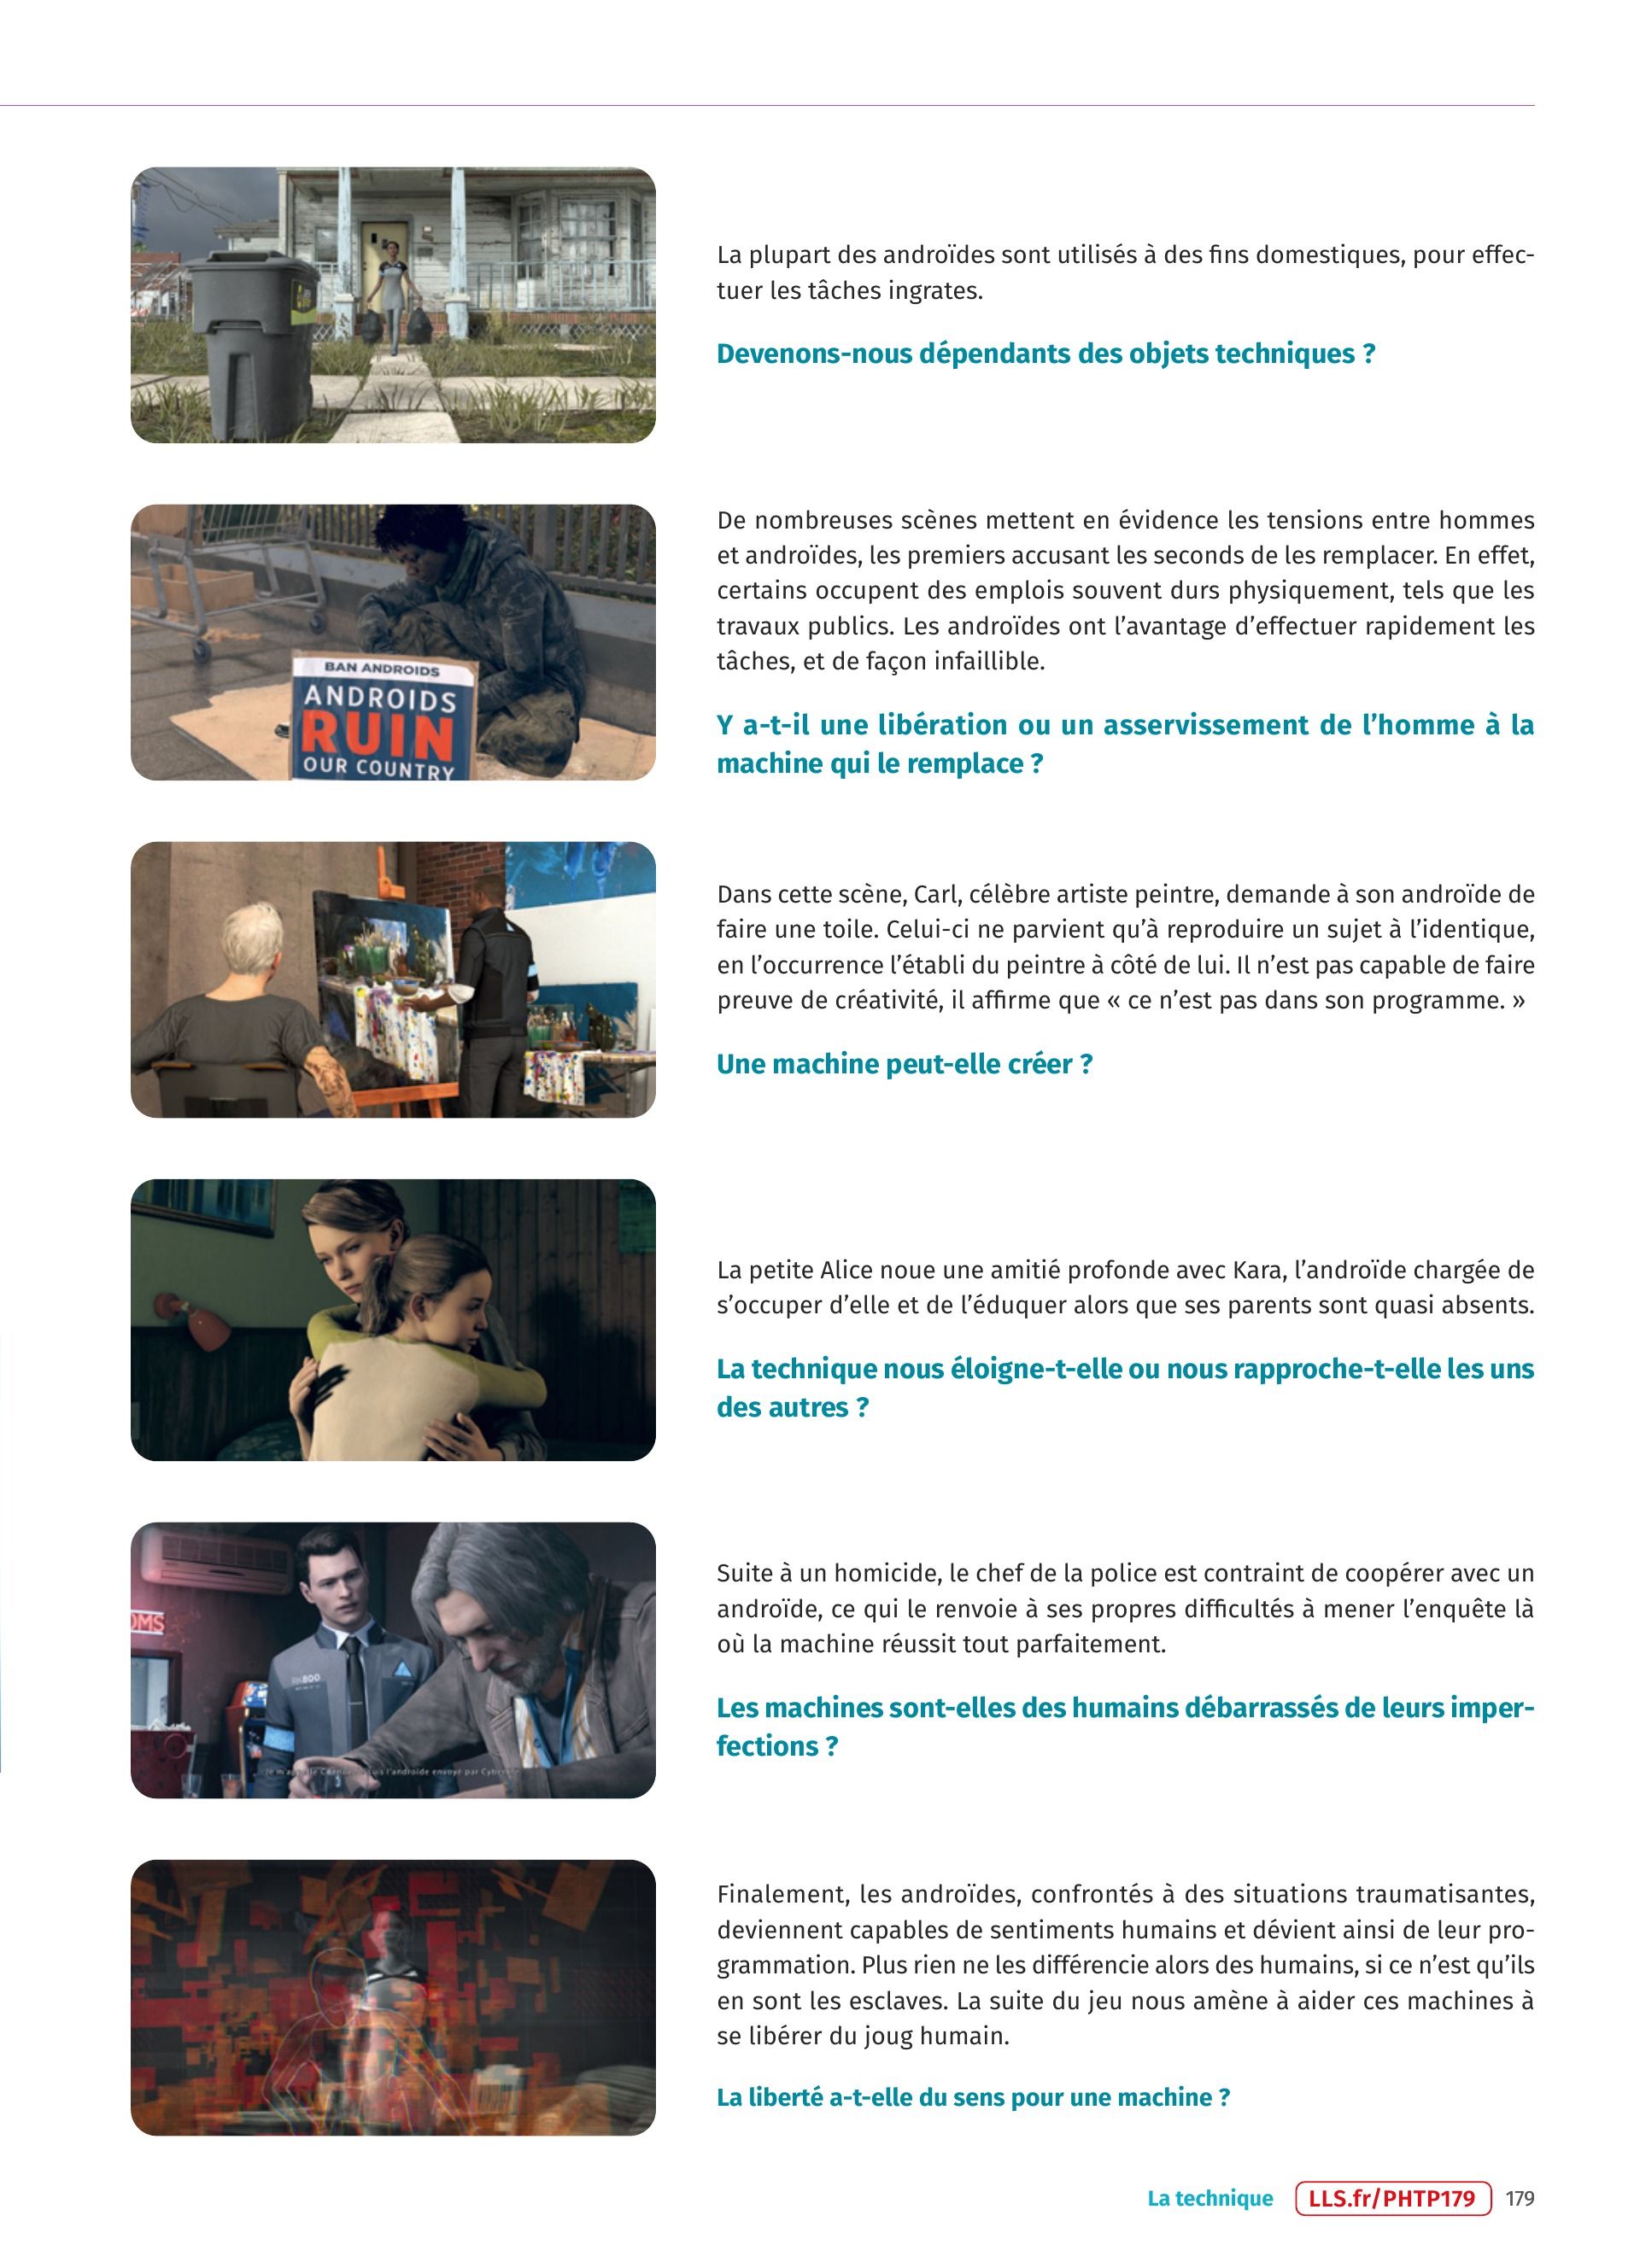 La plupart des androïdes sont utilisés à des fins domestiques, pour effec-
tuer les tâches ingrates.
Devenons-nous dépendants des objets techniques ?
BAN ANDROIDS
ANDROIDS
RUIN
OUR COUNTRY
De nombreuses scènes mettent en évidence les tensions entre hommes
et androïdes, les premiers accusant les seconds de les remplacer. En effet,
certains occupent des emplois souvent durs physiquement, tels que les
travaux publics. Les androïdes ont l’avantage d’effectuer rapidement les
tâches, et de façon infaillible.
Y a-t-il une libération ou un asservissement de l’homme à la
machine qui le remplace ?
Dans cette scène, Carl, célèbre artiste peintre, demande à son androïde de
faire une toile. Celui-ci ne parvient qu’à reproduire un sujet à l’identique,
en l’occurrence l’établi du peintre à côté de lui. Il n’est pas capable de faire
preuve de créativité, il affirme que « ce n’est pas dans son programme. »
Une machine peut-elle créer ?
La petite Alice noue une amitié profonde avec Kara, l’androïde chargée de
s’occuper d’elle et de l’éduquer alors que ses parents sont quasi absents.
La technique nous éloigne-t-elle ou nous rapproche-t-elle les uns
des autres ?
OMS
RK800
l'androïde envoyé par
Suite à un homicide, le chef de la police est contraint de coopérer avec un
androïde, ce qui le renvoie à ses propres difficultés à mener l’enquête là
où la machine réussit tout parfaitement.
Les machines sont-elles des humains débarrassés de leurs imper-
fections ?
Finalement, les androïdes, confrontés à des situations traumatisantes,
deviennent capables de sentiments humains et dévient ainsi de leur pro-
grammation. Plus rien ne les différencie alors des humains, si ce n’est qu’ils
en sont les esclaves. La suite du jeu nous amène à aider ces machines à
se libérer du joug humain.
La liberté a-t-elle du sens pour une machine ?
La technique LLS.fr/PHTP179 179